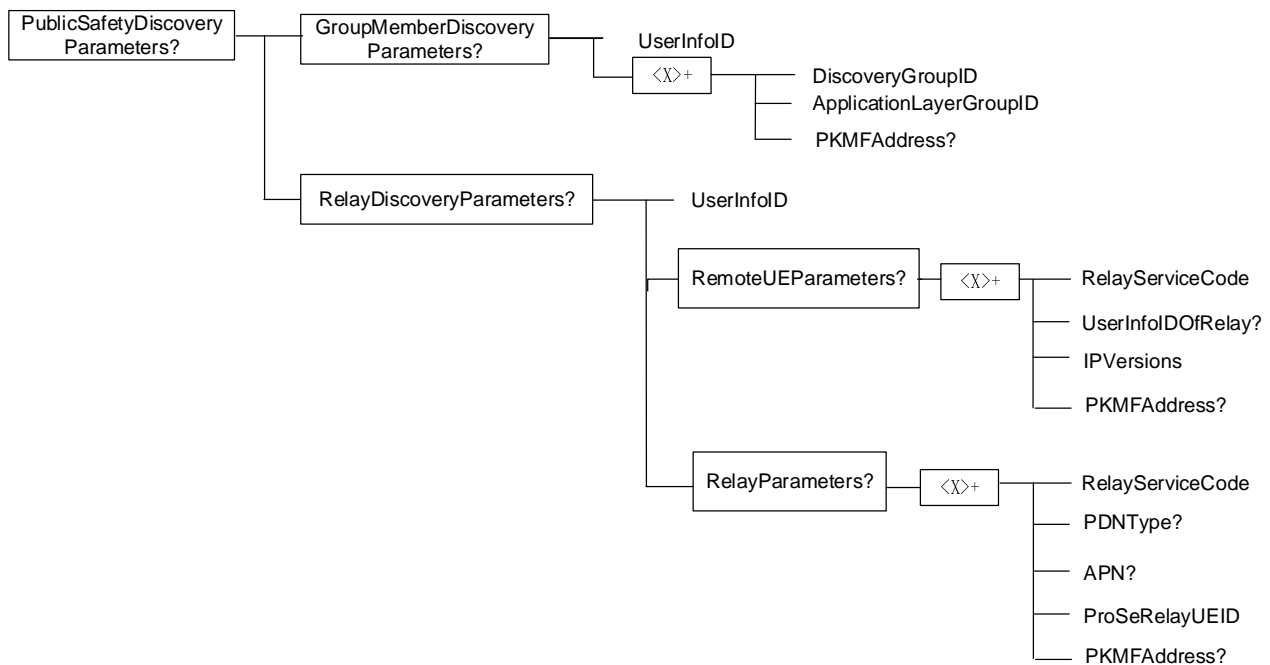 PublicSafetyDiscovery
Parameters?
GroupMemberDiscovery
Parameters?
UserInfoID
<X>+
DiscoveryGroupID
ApplicationLayerGroupID
PKMFAddress?
RelayDiscoveryParameters?
UserInfoID
RemoteUEParameters?
<X>+
RelayServiceCode
UserInfoIDOfRelay?
IPVersions
PKMFAddress?
RelayParameters?
<X>+
RelayServiceCode
PDNType?
APN?
ProSeRelayUEID
PKMFAddress?